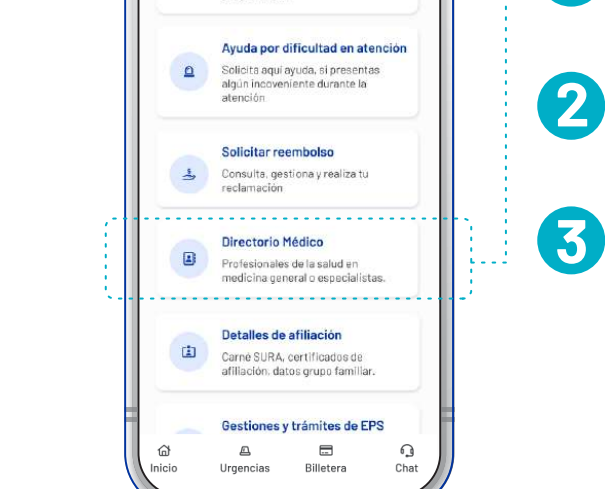 Ayuda por dificultad en atención
Solicita aquí ayuda, si presentas
algún incoveniente durante la
atención
2
Solicitar reembolso
Consulta, gestiona y realiza tu
reclamación
3
Directorio Médico
Profesionales de la salud en
medicina general o especialistas.
Detalles de afiliación
Carné SURA, certificados de
afiliación, datos grupo familiar.
Gestiones y trámites de EPS
Inicio
Urgencias
Billetera
Chat